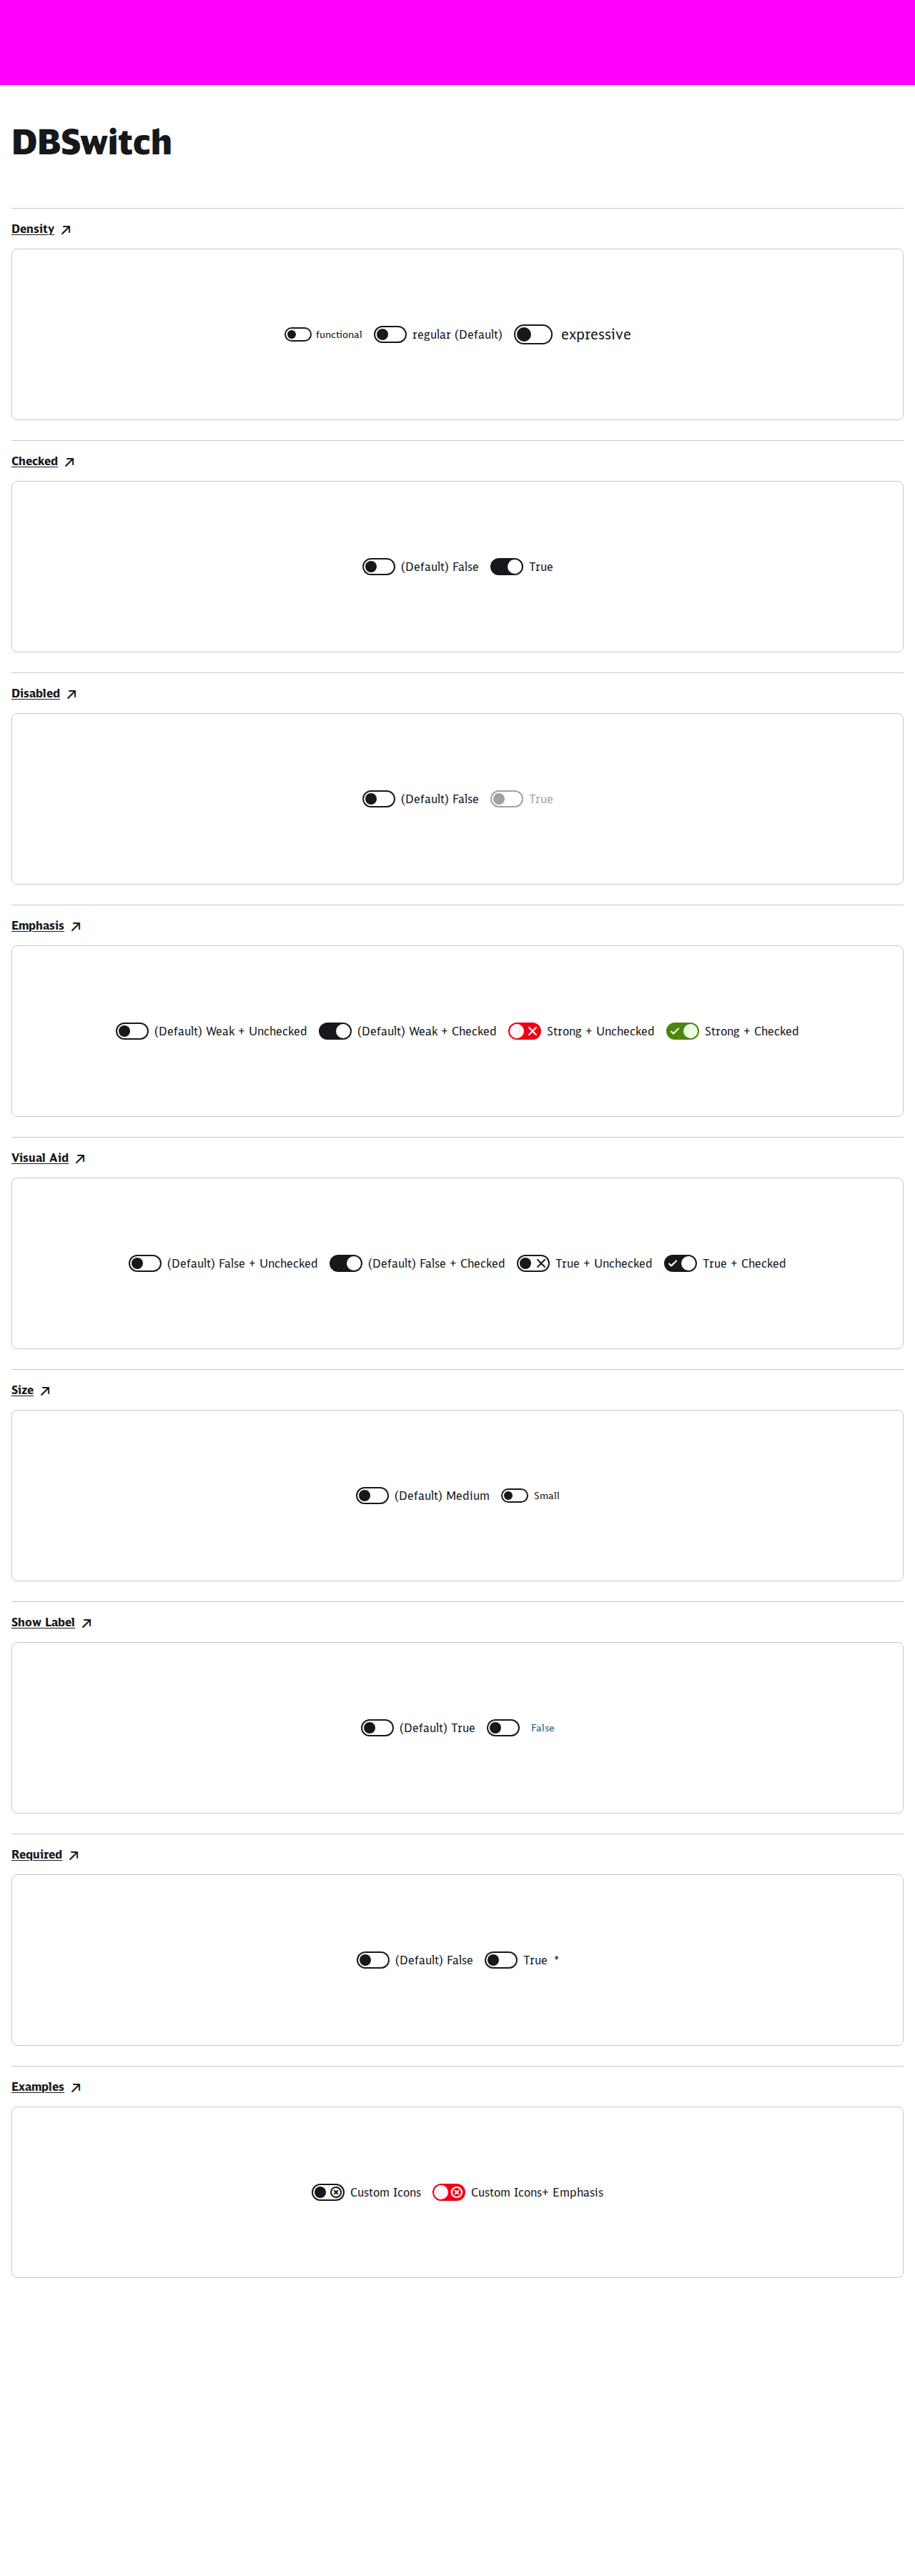 DBSwitch
Density
functional regular (Default) expressive
Checked
(Default) False True
Disabled
(Default) False True
Emphasis
(Default) Weak + Unchecked (Default) Weak + Checked Strong + Unchecked Strong + Checked
Visual Aid
(Default) False + Unchecked (Default) False + Checked True + Unchecked True + Checked
Size
(Default) Medium Small
Show Label
(Default) True False
Required
(Default) False True *
Examples
Custom Icons Custom Icons+ Emphasis